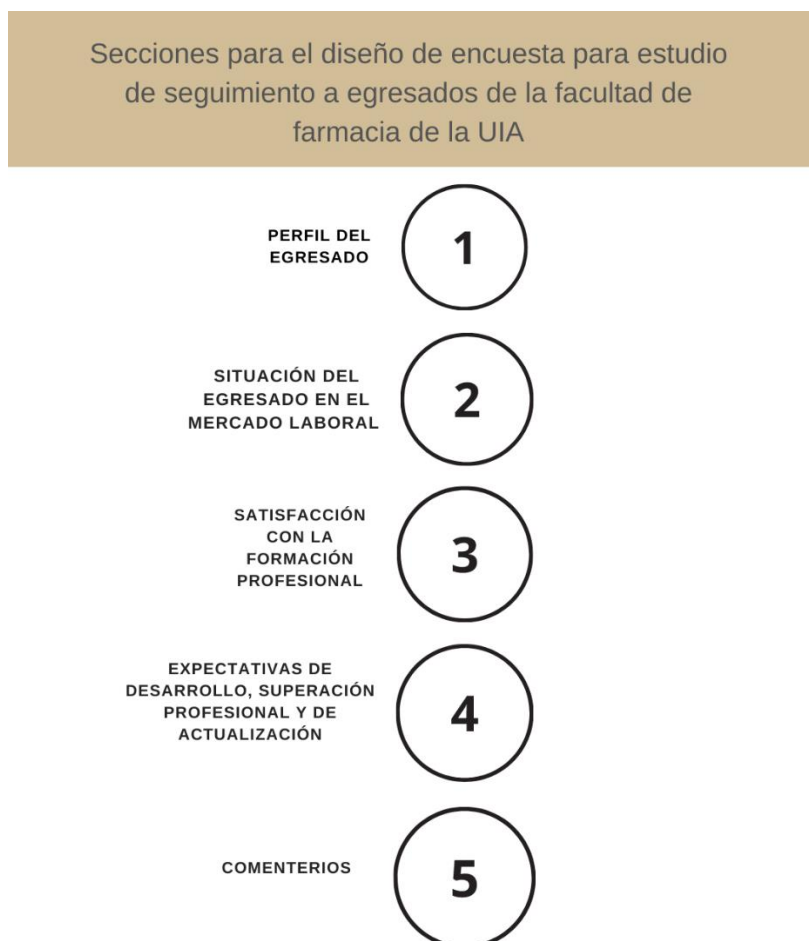 Secciones para el diseño de encuesta para estudio
de seguimiento a egresados de la facultad de
farmacia de la UIA
PERFIL DEL
EGRESADO
1
SITUACIÓN DEL
EGRESADO EN EL
MERCADO LABORAL
2
SATISFACCIÓN
CON LA
FORMACIÓN
PROFESIONAL
3
EXPECTATIVAS DE
DESARROLLO, SUPERACIÓN
PROFESIONAL Y DE
ACTUALIZACIÓN
4
COMENTERIOS
5